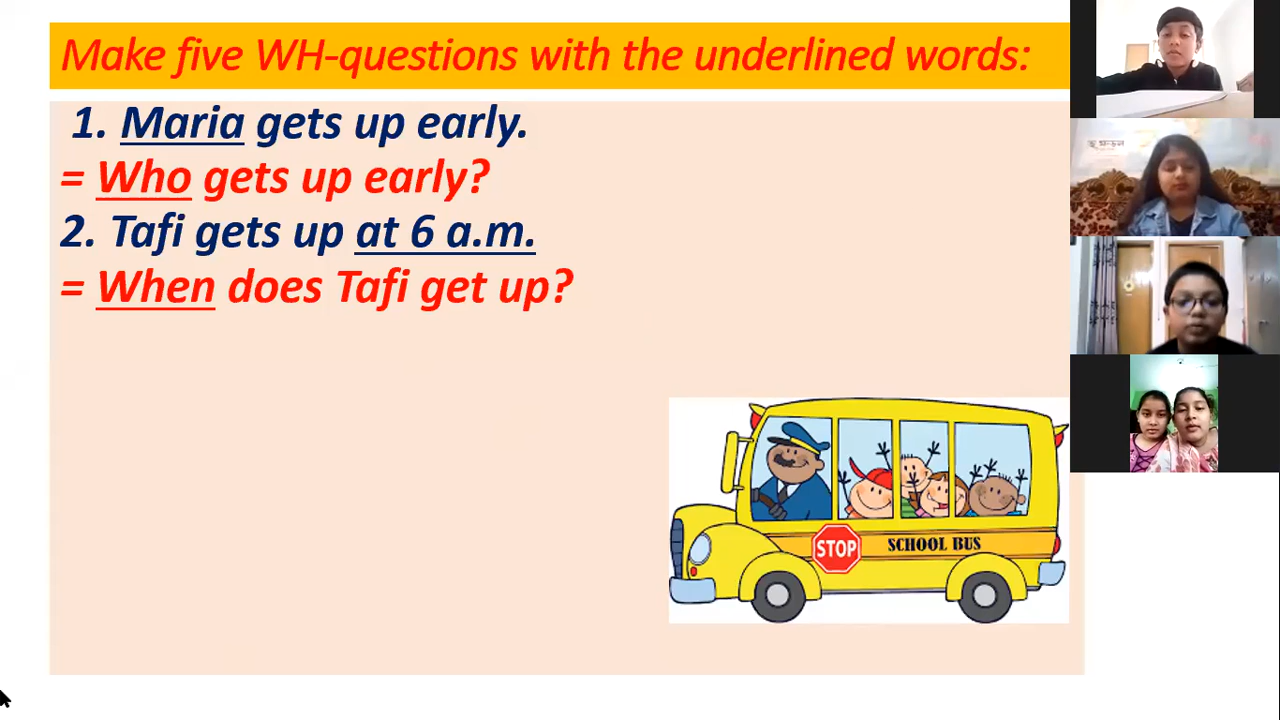 Make five WH-questions with the underlined words:
1. Maria gets up early.
= Who gets up early?
2. Tafi gets up at 6 a.m.
= When does Tafi get up?
STOP
SCHOOL BUS